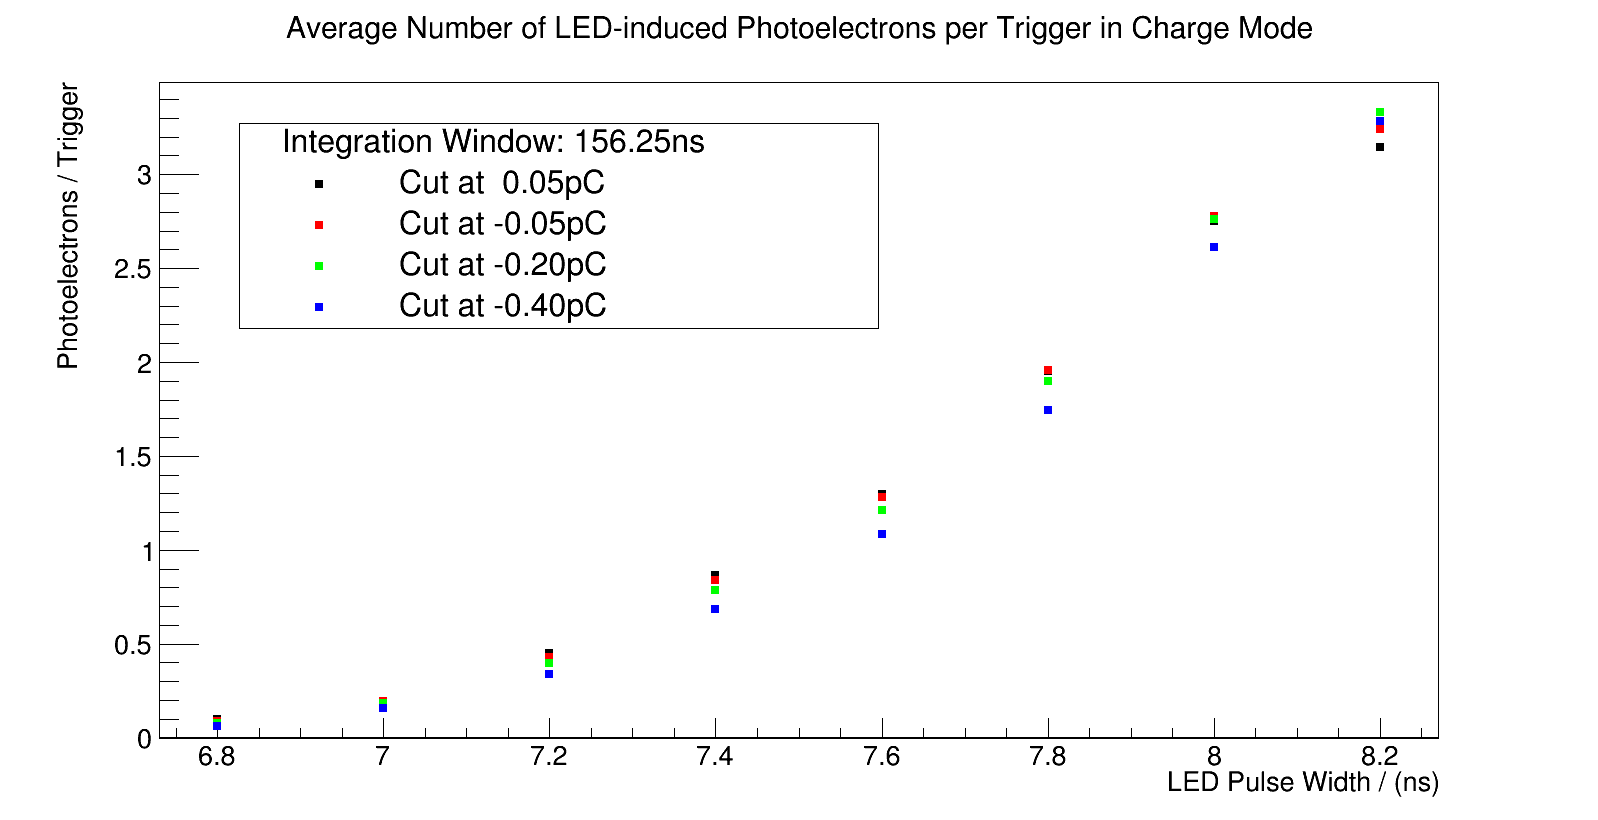 Average Number of LED-induced Photoelectrons per Trigger in Charge Mode
Photoelectrons / Trigger
Integration Window: 156.25ns
Cut at  0.05pC
Cut at -0.05pC
Cut at -0.20pC
Cut at -0.40pC
3
2.5
2
1.5
1
0.5
0
6.8 7 7.2 7.4 7.6 7.8 8 8.2
LED Pulse Width / (ns)